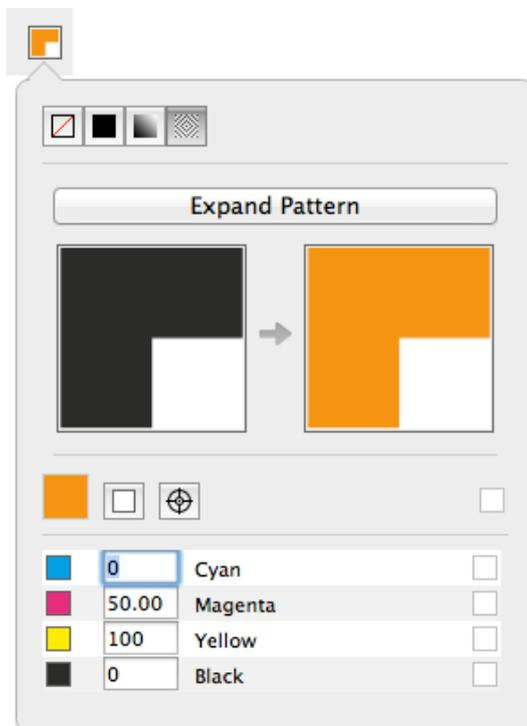 Expand Pattern
0 Cyan
50.00 Magenta
100 Yellow
0 Black